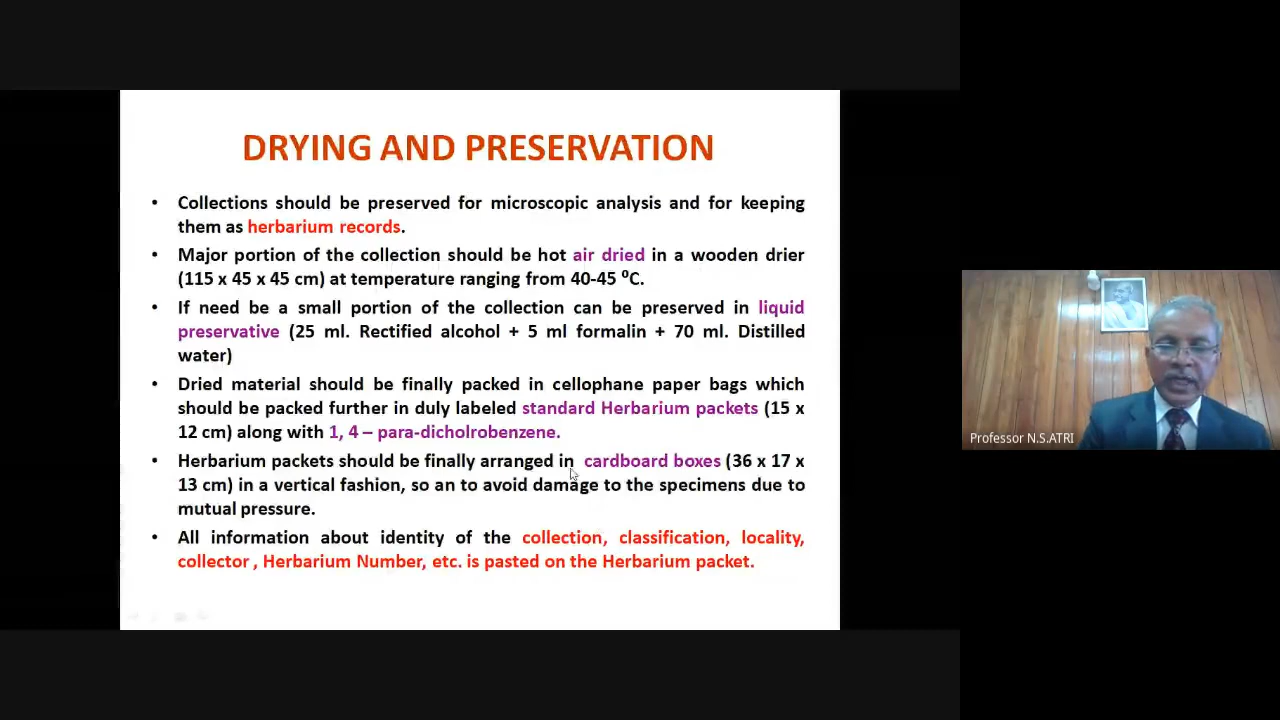 DRYING AND PRESERVATION
• Collections should be preserved for microscopic analysis and for keeping
them as herbarium records.
• Major portion of the collection should be hot air dried in a wooden drier
(115 x 45 x 45 cm) at temperature ranging from 40-45 ⁰C.
• If need be a small portion of the collection can be preserved in liquid
preservative (25 ml. Rectified alcohol + 5 ml formalin + 70 ml. Distilled
water)
• Dried material should be finally packed in cellophane paper bags which
should be packed further in duly labeled standard Herbarium packets (15 x
12 cm) along with 1, 4 – para-dicholrobenzene.
• Herbarium packets should be finally arranged in cardboard boxes (36 x 17 x
13 cm) in a vertical fashion, so an to avoid damage to the specimens due to
mutual pressure.
• All information about identity of the collection, classification, locality,
collector , Herbarium Number, etc. is pasted on the Herbarium packet.
Professor N.S.ATRI